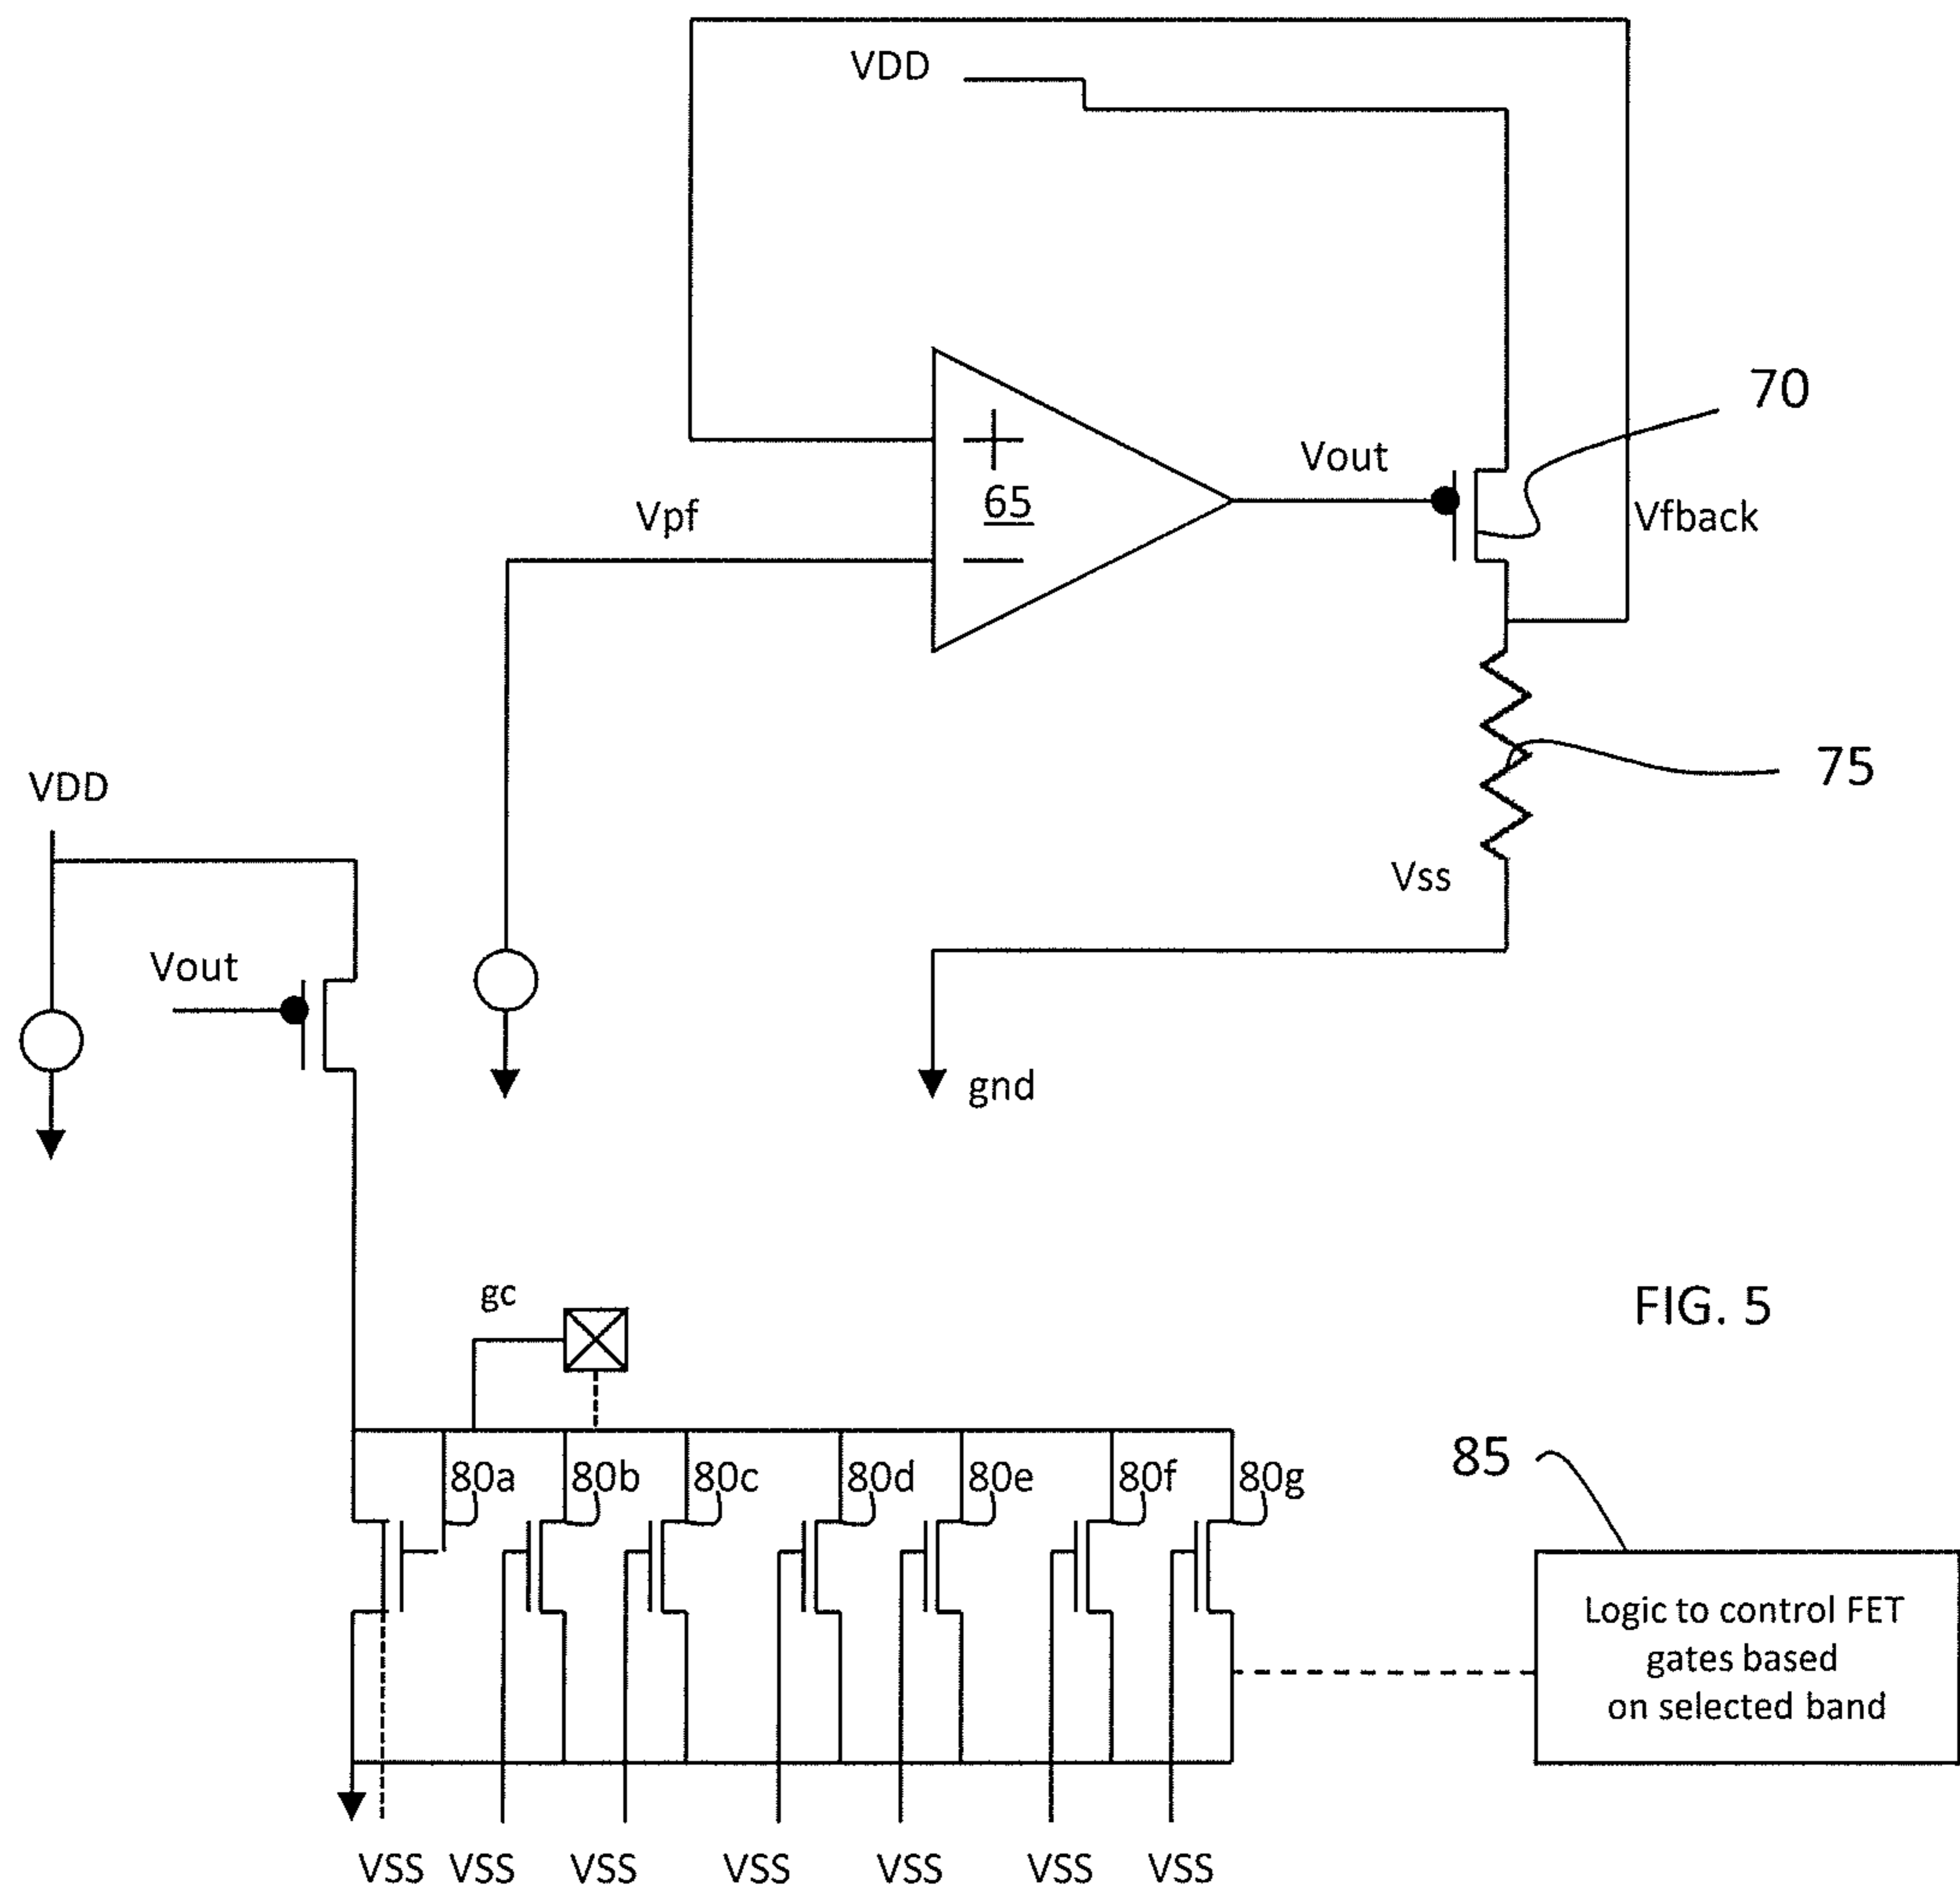 VDD
70
Vout
Vfback
65
Vpf
75
VDD
Vss
Vout
gnd
gc
FIG. 5
80a 80b 80c 80d 80e 80f 80g
85
Logic to control FET
gates based
on selected band
VSS VSS VSS VSS VSS VSS VSS